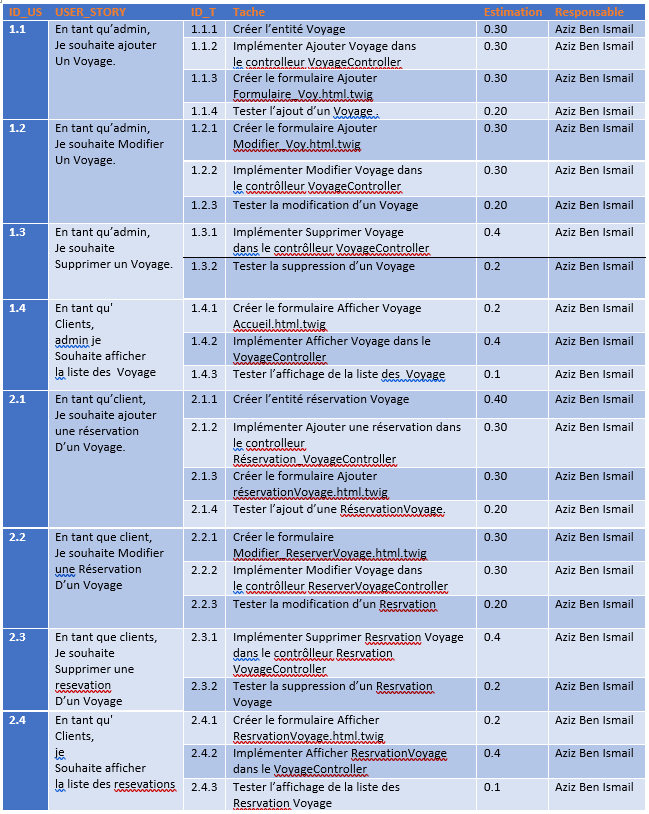 ID_US USER_STORY ID_T Tache Estimation Responsable
1.1 En tant qu'admin, 1.1.1 Créer l'entité Voyage 0.30 Aziz Ben Ismail
Je souhaite ajouter 1.1.2 Implémenter Ajouter Voyage dans 0.30 Aziz Ben Ismail
Un Voyage. le controlleur VoyageController
1.1.3 Créer le formulaire Ajouter 0.30 Aziz Ben Ismail
Formulaire_Voy.html.twig
1.1.4 Tester l'ajout d'un Voyage . 0.20 Aziz Ben Ismail
1.2 En tant qu'admin, 1.2.1 Créer le formulaire Ajouter 0.30 Aziz Ben Ismail
Je souhaite Modifier Modifier_Voy.html.twig
Un Voyage. 1.2.2 Implémenter Modifier Voyage dans 0.30 Aziz Ben Ismail
le contrôlleur VoyageController
1.2.3 Tester la modification d'un Voyage 0.20 Aziz Ben Ismail
1.3 En tant qu'admin, 1.3.1 Implémenter Supprimer Voyage 0.4 Aziz Ben Ismail
Je souhaite dans le contrôlleur VoyageController
Supprimer un Voyage. 1.3.2 Tester la suppression d'un Voyage 0.2 Aziz Ben Ismail
1.4 En tant qu' 1.4.1 Créer le formulaire Afficher Voyage 0.2 Aziz Ben Ismail
Clients, Accueil.html.twig
admin je 1.4.2 Implémenter Afficher Voyage dans le 0.4 Aziz Ben Ismail
Souhaite afficher VoyageController
la liste des Voyage 1.4.3 Tester l'affichage de la liste des Voyage 0.1 Aziz Ben Ismail
2.1 En tant qu'client, 2.1.1 Créer l'entité réservation Voyage 0.40 Aziz Ben Ismail
Je souhaite ajouter
une réservation 2.1.2 Implémenter Ajouter une réservation dans 0.30 Aziz Ben Ismail
D'un Voyage. le controlleur
Réservation_VoyageController
2.1.3 Créer le formulaire Ajouter 0.30 Aziz Ben Ismail
réservationVoyage.html.twig
2.1.4 Tester l'ajout d'une RéservationVoyage. 0.20 Aziz Ben Ismail
2.2 En tant que client, 2.2.1 Créer le formulaire 0.30 Aziz Ben Ismail
Je souhaite Modifier Modifier_ReserverVoyage.html.twig
une Réservation 2.2.2 Implémenter Modifier Voyage dans 0.30 Aziz Ben Ismail
D'un Voyage le contrôlleur ReserverVoyageController
2.2.3 Tester la modification d'un Resrvation 0.20 Aziz Ben Ismail
2.3 En tant que clients, 2.3.1 Implémenter Supprimer Resrvation Voyage 0.4 Aziz Ben Ismail
Je souhaite dans le contrôlleur Resrvation
Supprimer une VoyageController
resevation 2.3.2 Tester la suppression d'un Resrvation 0.2 Aziz Ben Ismail
D'un Voyage Voyage
2.4 En tant qu' 2.4.1 Créer le formulaire Afficher 0.2 Aziz Ben Ismail
Clients, ResrvationVoyage.html.twig
je 2.4.2 Implémenter Afficher ResrvationVoyage 0.4 Aziz Ben Ismail
Souhaite afficher dans le VoyageController
la liste des resevations 2.4.3 Tester l'affichage de la liste des 0.1 Aziz Ben Ismail
Resrvation Voyage